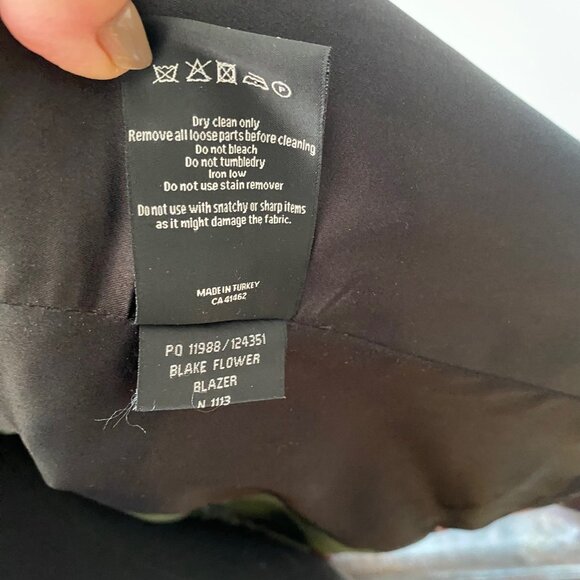 P
Dry clean only
Remove all loose parts before cleaning
Do not bleach
Do not tumbledry
Iron low
Do not use stain remover
Do not use with snatchy or sharp items
as it might damage the fabric.
MADE IN TURKEY
CA 41462
PO 11988/124351
BLAKE FLOWER
BLAZER
N 1113